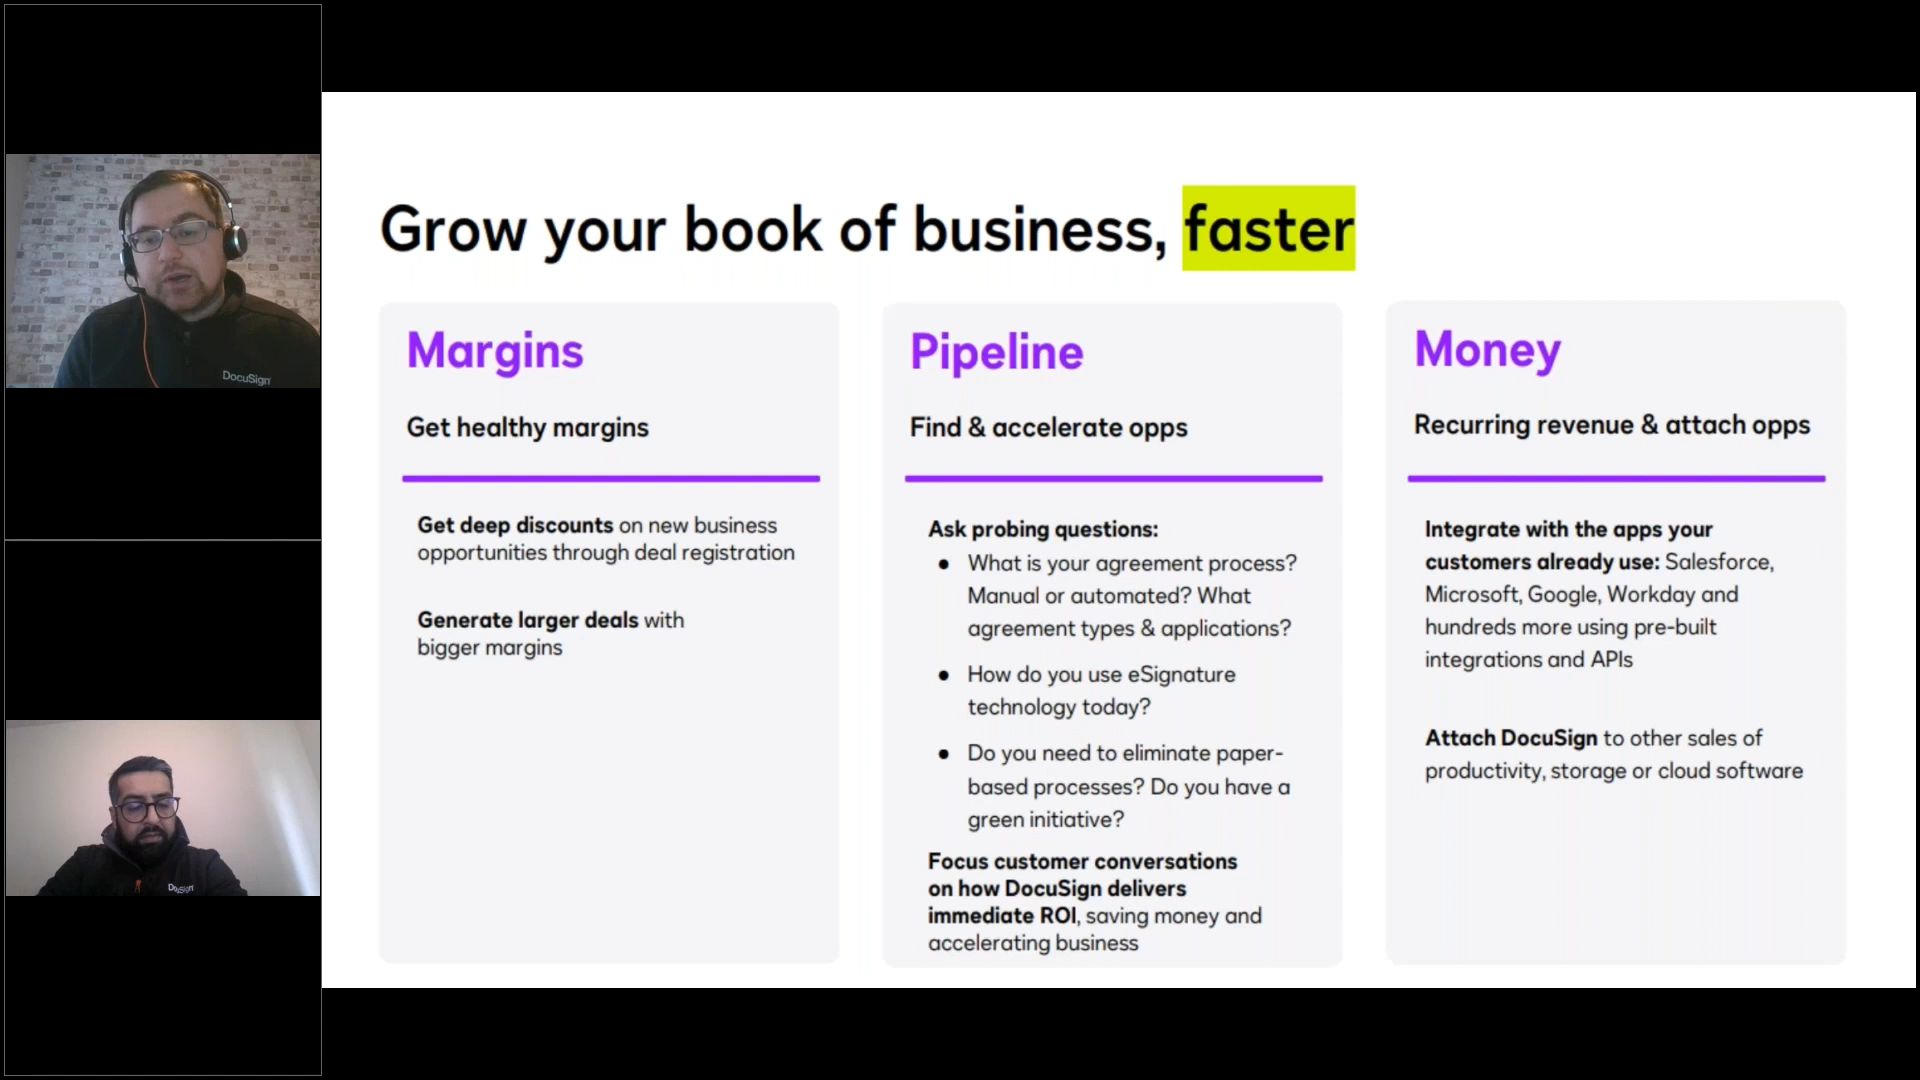 Grow your book of business, faster
Margins
Get healthy margins
Get deep discounts on new business
opportunities through deal registration
Generate larger deals with
bigger margins
Pipeline
Find & accelerate opps
Ask probing questions:
● What is your agreement process?
Manual or automated? What
agreement types & applications?
● How do you use eSignature
technology today?
● Do you need to eliminate paper-
based processes? Do you have a
green initiative?
Focus customer conversations
on how DocuSign delivers
immediate ROI, saving money and
accelerating business
Money
Recurring revenue & attach opps
Integrate with the apps your
customers already use: Salesforce,
Microsoft, Google, Workday and
hundreds more using pre-built
integrations and APIs
Attach DocuSign to other sales of
productivity, storage or cloud software
DocuSign
DocuSign